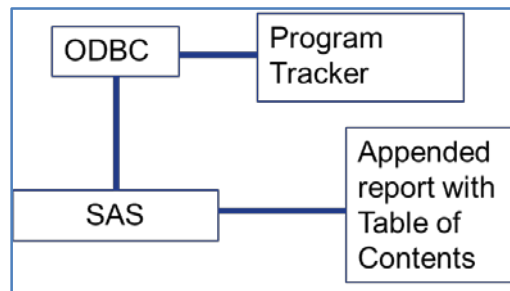 ODBC
Program
Tracker
SAS
Appended
report with
Table of
Contents